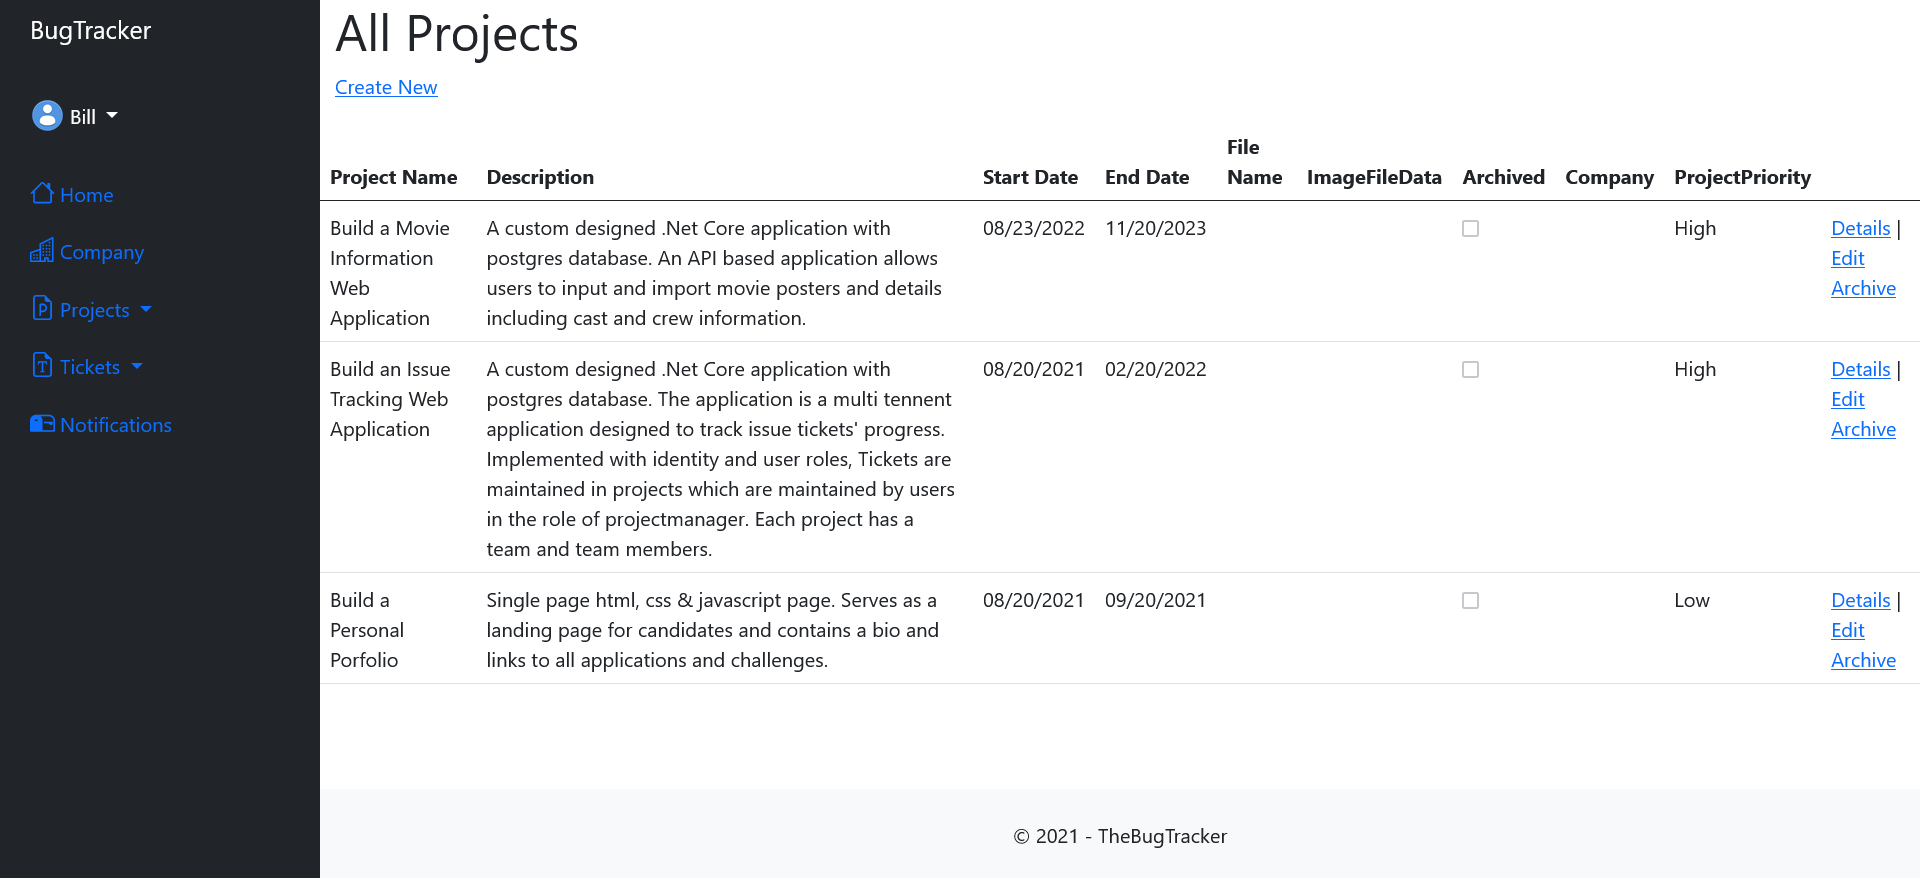 BugTracker
Bill
Home
Company
Projects
Tickets
Notifications
All Projects
Create New
Project Name Description Start Date End Date File Name ImageFileData Archived Company ProjectPriority
Build a Movie Information Web Application
A custom designed .Net Core application with
postgres database. An API based application allows
users to input and import movie posters and details
including cast and crew information.
08/23/2022 11/20/2023 High Details |
Edit
Archive
Build an Issue Tracking Web Application
A custom designed .Net Core application with
postgres database. The application is a multi tennent
application designed to track issue tickets' progress.
Implemented with identity and user roles, Tickets are
maintained in projects which are maintained by users
in the role of projectmanager. Each project has a
team and team members.
08/20/2021 02/20/2022 High Details |
Edit
Archive
Build a Personal Porfolio
Single page html, css & javascript page. Serves as a
landing page for candidates and contains a bio and
links to all applications and challenges.
08/20/2021 09/20/2021 Low Details |
Edit
Archive
© 2021 - TheBugTracker